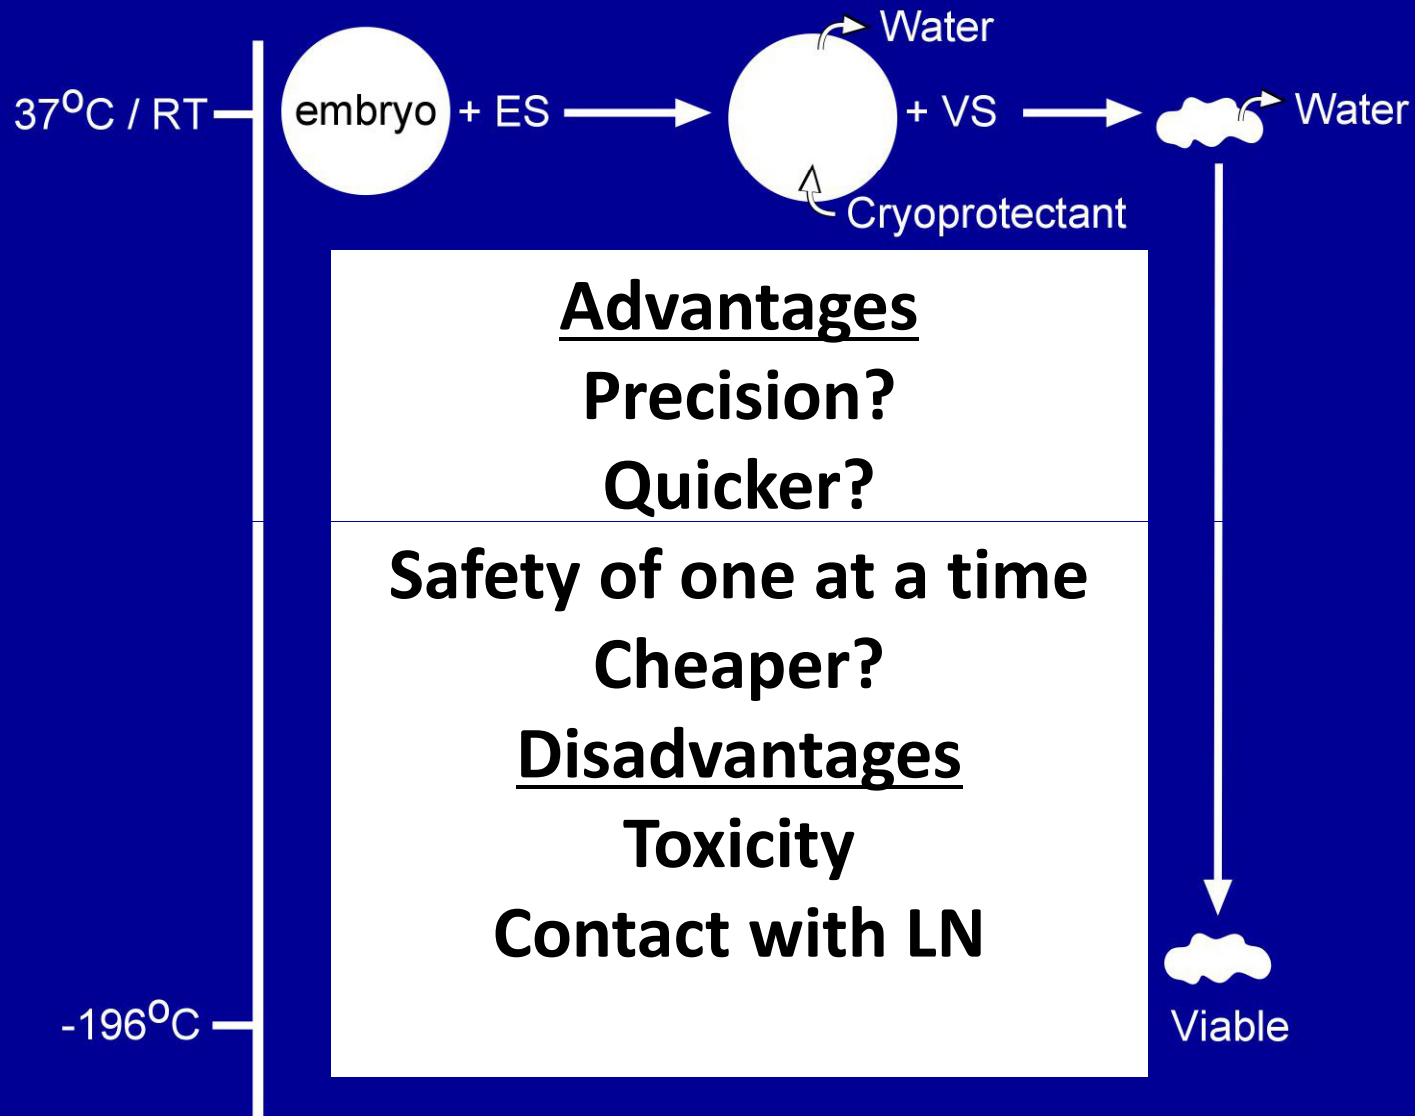 Water
37°C / RT
embryo
+ ES
+ VS
Water
Cryoprotectant
Advantages
Precision?
Quicker?
Safety of one at a time
Cheaper?
Disadvantages
Toxicity
Contact with LN
-196°C
Viable